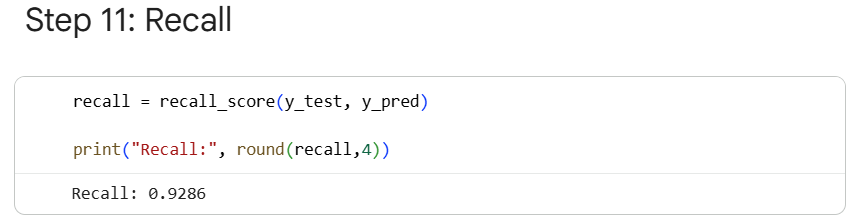 Step 11: Recall
recall = recall_score(y_test, y_pred)
print("Recall:", round(recall,4))
Recall: 0.9286